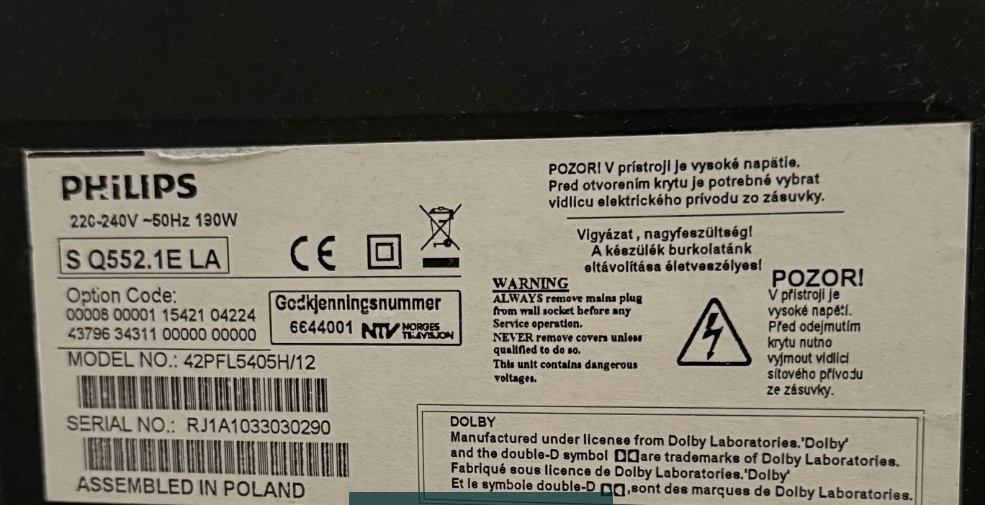 PHILIPS
220-240V ~50Hz 190W
S Q552.1E LA
Option Code:
00008 00001 15421 04224
43796 34311 00000 00000
Godkjenningsnummer
6644001 NTV NORGES
TELEVISJON
MODEL NO.: 42PFL5405H/12
SERIAL NO.: RJ1A1033030290
ASSEMBLED IN POLAND
POZOR! V prístroji je vysoké napätie.
Pred otvorením krytu je potrebné vybrat
vidlicu elektrického prívodu zo zásuvky.
Vigyázat, nagyfeszültség!
A készülék burkolatánk
eltávolítása életveszélyes!
WARNING
ALWAYS remove mains plug
from wall socket before any
Service operation.
NEVER remove covers unless
qualified to do so.
This unit contains dangerous
voltages.
POZOR!
V přístroji je
vysoké napětí.
Před odejmutím
krytu nutno
vyjmout vidlici
síťového přívodu
ze zásuvky.
DOLBY
Manufactured under license from Dolby Laboratories.'Dolby'
and the double-D symbol are trademarks of Dolby Laboratories.
Fabriqué sous licence de Dolby Laboratories.'Dolby'
Et le symbole double-D ,sont des marques de Dolby Laboratories.